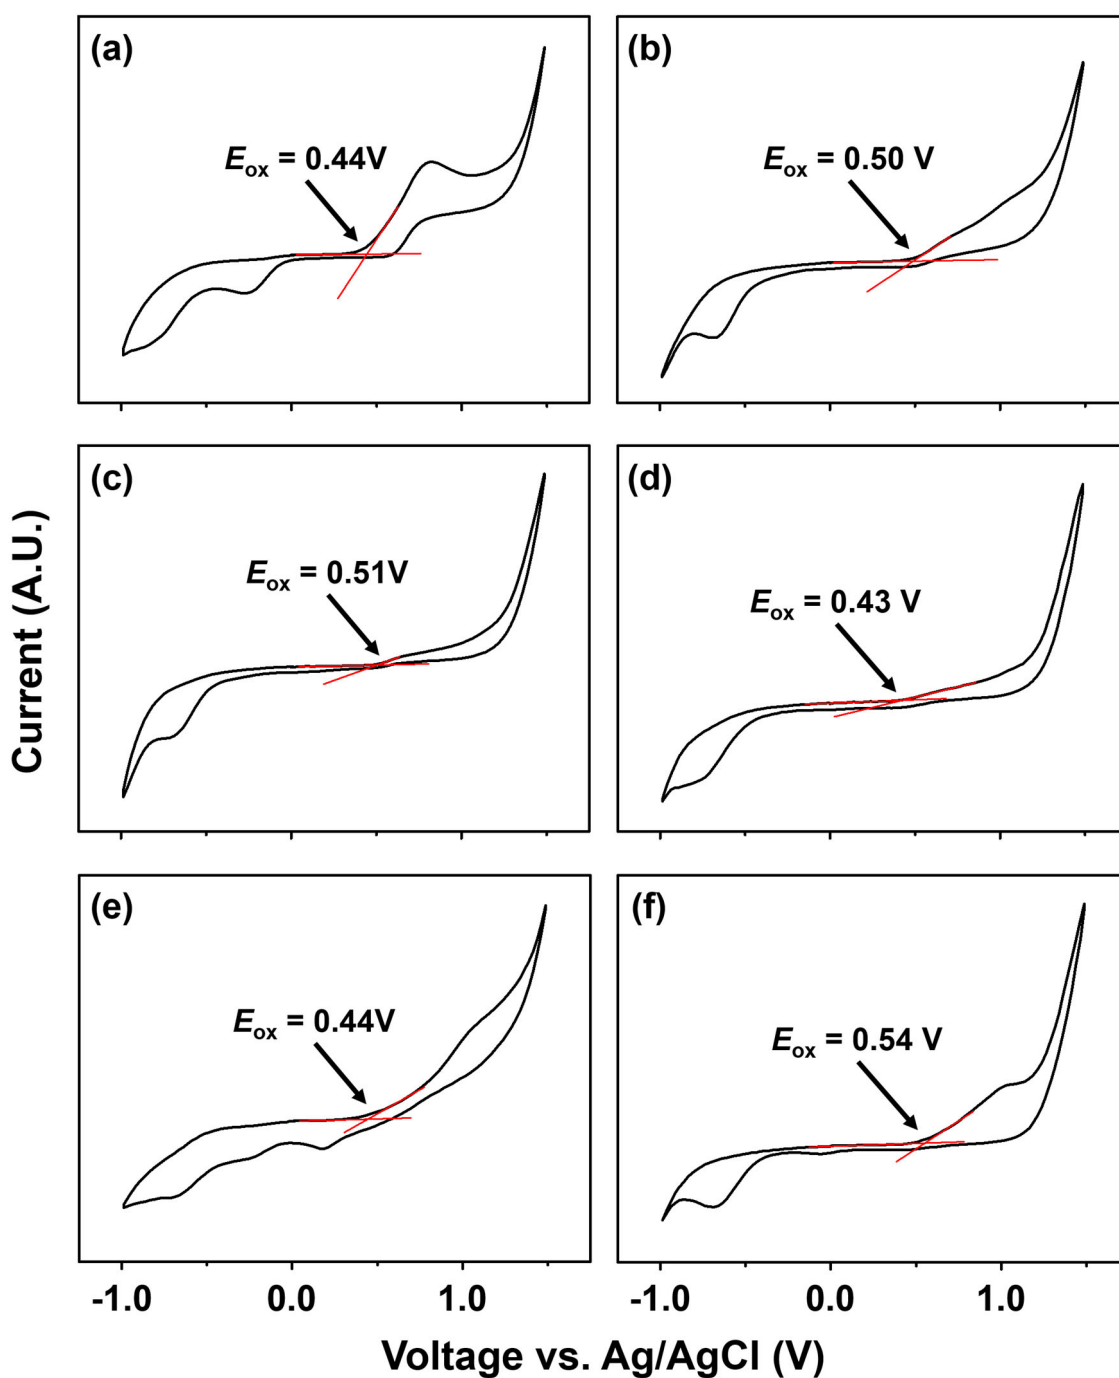 (a)
E_ox = 0.44V
(b)
E_ox = 0.50 V
(c)
E_ox = 0.51V
(d)
E_ox = 0.43 V
(e)
E_ox = 0.44V
(f)
E_ox = 0.54 V
Current (A.U.)
-1.0 0.0 1.0
-1.0 0.0 1.0
Voltage vs. Ag/AgCl (V)